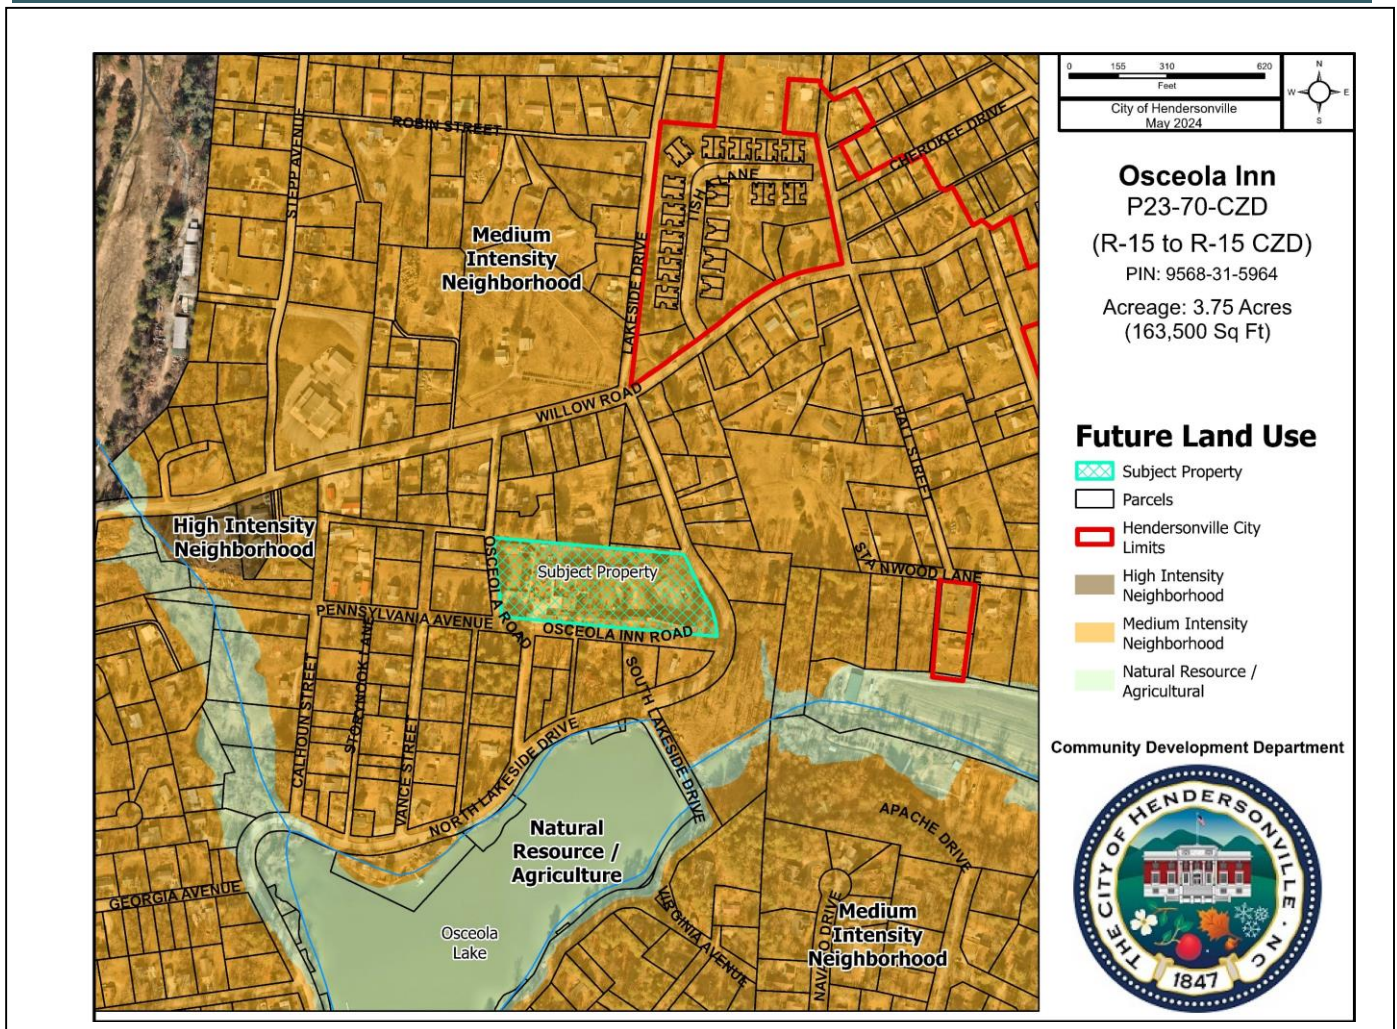 0 155 310 620
Feet
City of Hendersonville
May 2024
N
W E
S
Osceola Inn
P23-70-CZD
(R-15 to R-15 CZD)
PIN: 9568-31-5964
Acreage: 3.75 Acres
(163,500 Sq Ft)
Future Land Use
Subject Property
Parcels
Hendersonville City
Limits
High Intensity
Neighborhood
Medium Intensity
Neighborhood
Natural Resource /
Agricultural
Community Development Department
THE CITY OF HENDERSONVILLE · NC
1847
ROBIN STREET
STEPP AVENUE
CHEROKEE DRIVE
TISH A LANE
Medium
Intensity
Neighborhood
LAKESIDE DRIVE
WILLOW ROAD
HALL STREET
High Intensity
Neighborhood
OSCEOLA ROAD
Subject Property
STA NWOOD LANE
PENNSYLVANIA AVENUE
OSCEOLA INN ROAD
CALHOUN STREET
STORYNOOK LANE
VANCE STREET
SOUTH LAKESIDE DRIVE
NORTH LAKESIDE DRIVE
Natural
Resource /
Agriculture
APACHE DRIVE
GEORGIA AVENUE
Osceola
Lake
VIRGINIA AVENUE
NAVAJO DRIVE
Medium
Intensity
Neighborhood